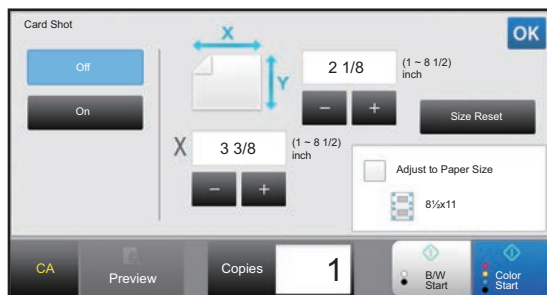 Card Shot
OK
Off
On
X
Y
2 1/8
(1 ~ 8 1/2)
inch
− +
Size Reset
X
3 3/8
(1 ~ 8 1/2)
inch
− +
Adjust to Paper Size
8½x11
CA
Preview
Copies
1
B/W
Start
Color
Start